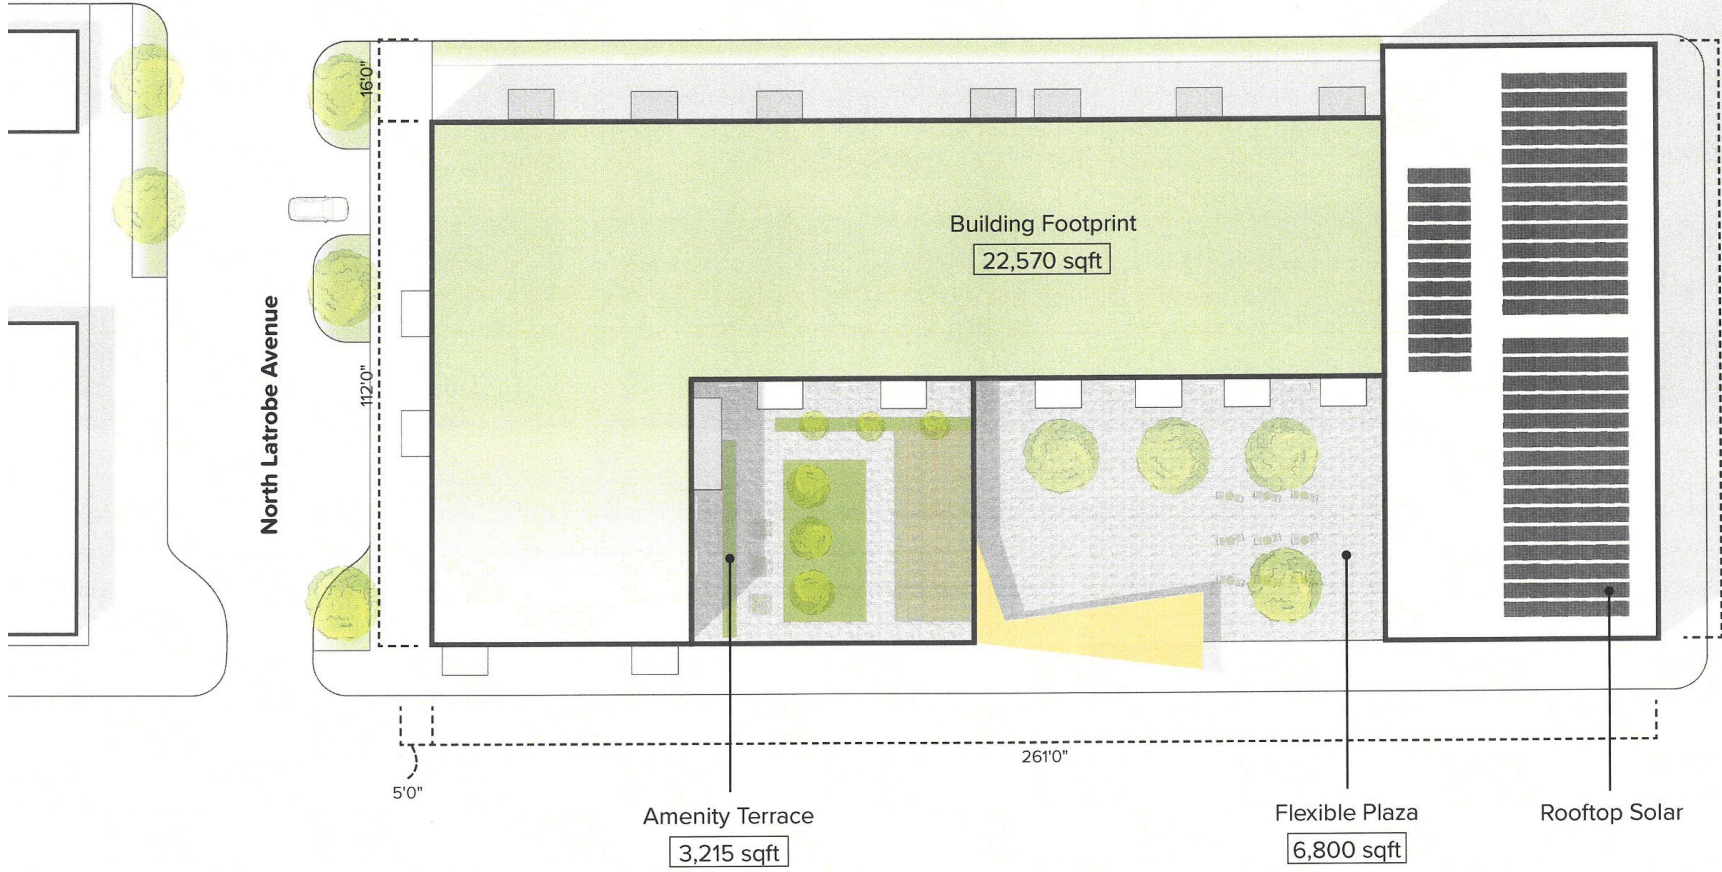 16'0"
Building Footprint
22,570 sqft
North Latrobe Avenue
112'0"
261'0"
5'0"
Amenity Terrace
3,215 sqft
Flexible Plaza
6,800 sqft
Rooftop Solar